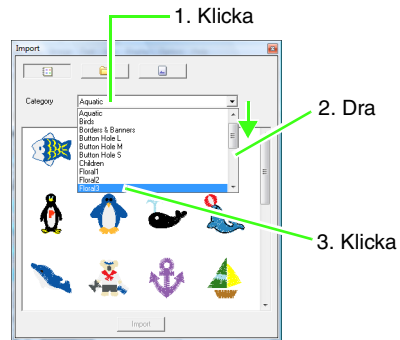 1. Klicka
Import
Category
Aquatic
Aquatic
Birds
Borders & Banners
Button Hole L
Button Hole M
Button Hole S
Children
Floral1
Floral2
Floral3
2. Dra
3. Klicka
Import